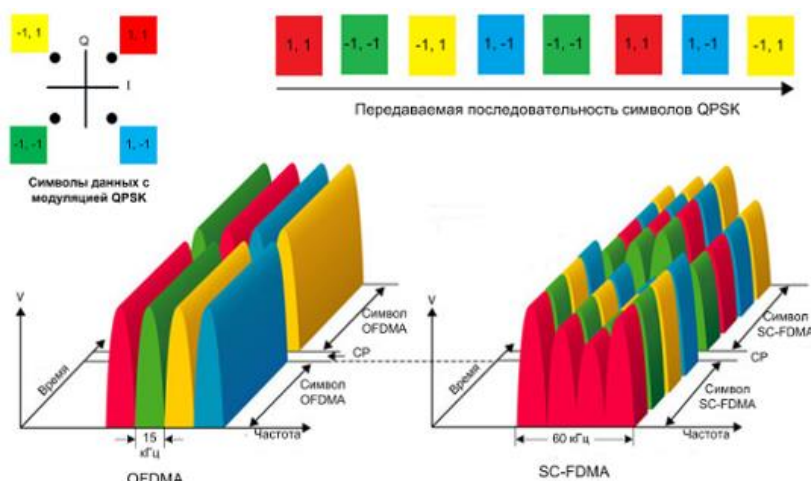 -1, 1
Q
1, 1
I
-1, -1
1, -1
Символы данных с
модуляцией QPSK
1, 1
-1, -1
-1, 1
1, -1
-1, -1
1, 1
1, -1
-1, 1
Передаваемая последовательность символов QPSK
V
Время
Символ
OFDMA
CP
Символ
OFDMA
15
кГц
Частота
OFDMA
V
Время
Символ
SC-FDMA
CP
Символ
SC-FDMA
60 кГц
Частота
SC-FDMA